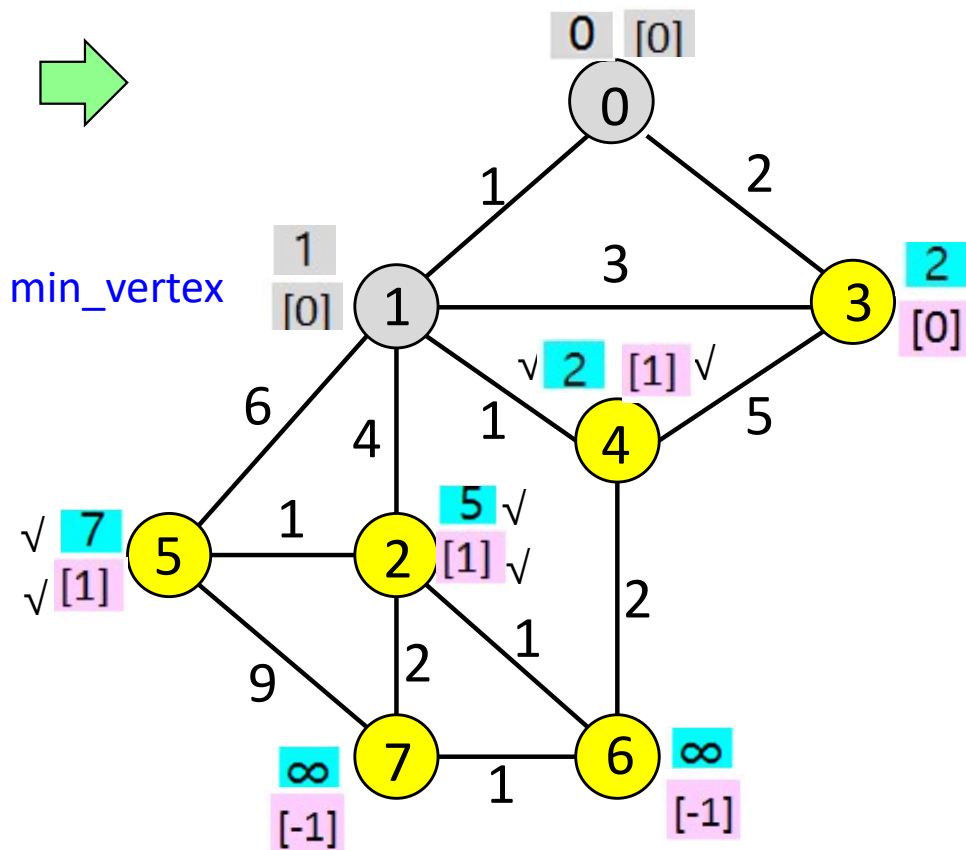 0 [0]
0
1 2
1
3
min_vertex [0] 1 3 2
[0]
√ 2 [1] √
6 4 1 4 5
√ 7 5 1 2 5 √
√ [1] [1] √
9 2 1 2
∞ 7 1 6 ∞
[-1] [-1]